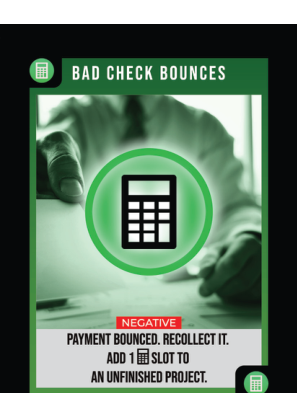 BAD CHECK BOUNCES
NEGATIVE
PAYMENT BOUNCED. RECOLLECT IT.
ADD 1 SLOT TO
AN UNFINISHED PROJECT.